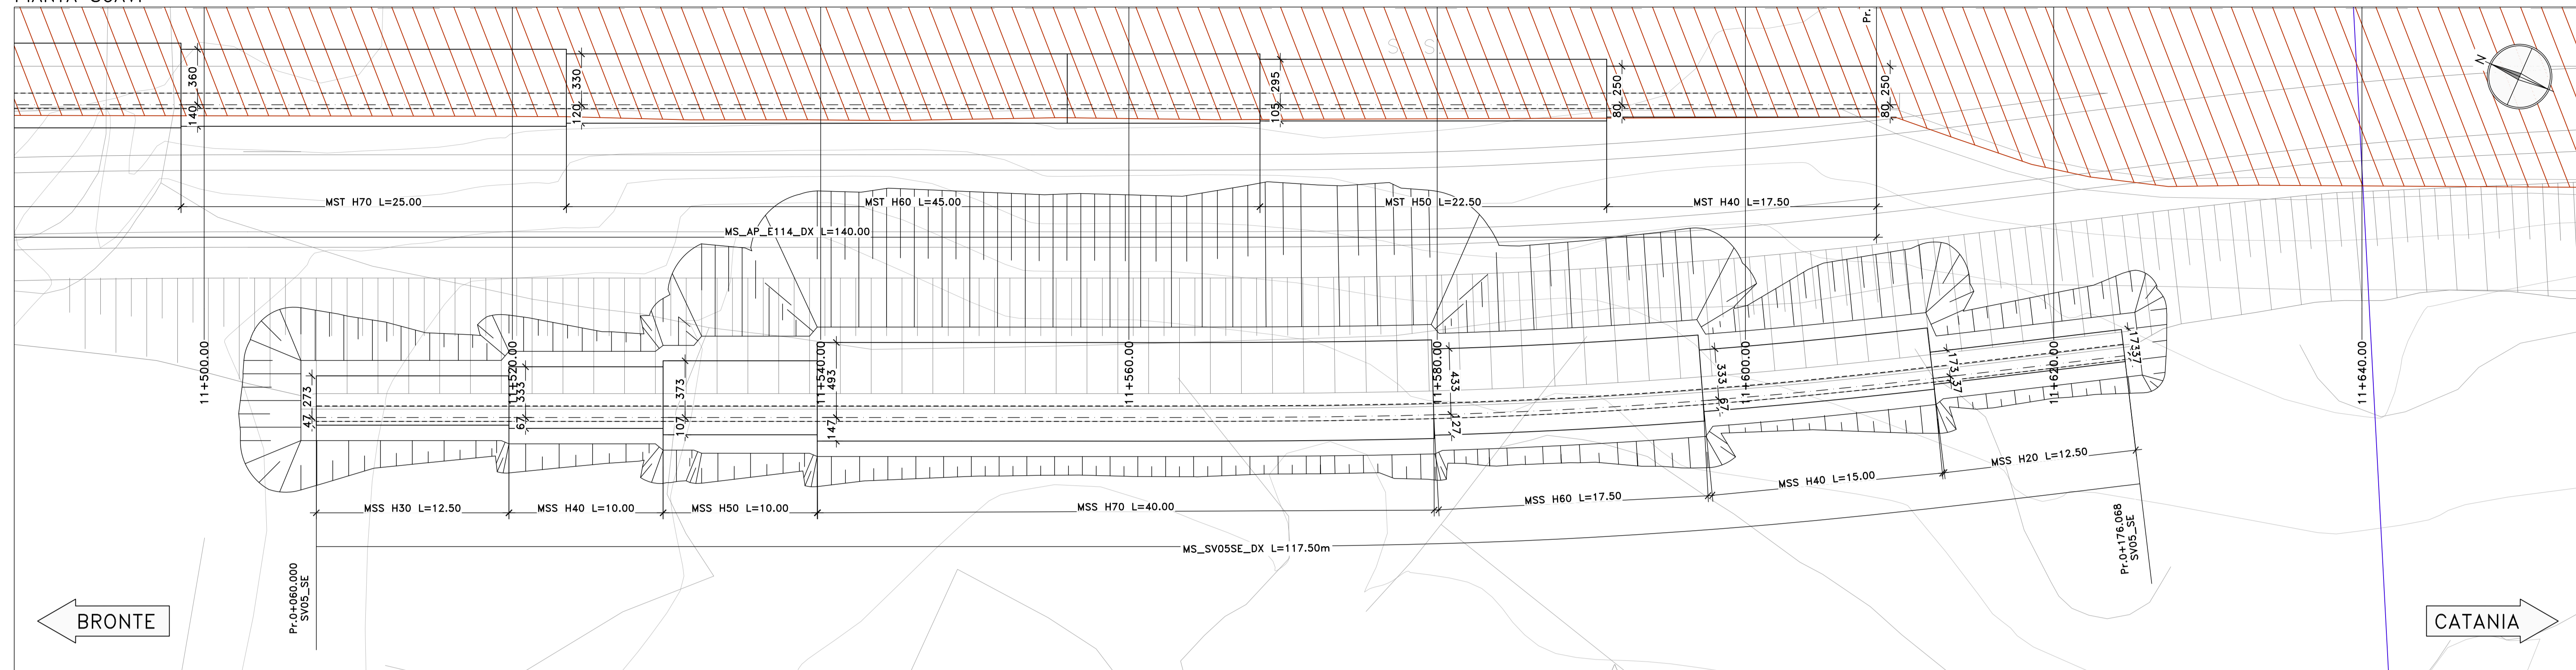 S. S.
N
360
140
330
120
295
105
250
80
250
80
Pr.
MST H70 L=25.00
MST H60 L=45.00
MST H50 L=22.50
MST H40 L=17.50
MS_AP_E114_DX L=140.00
11+500.00
11+520.00
11+540.00
11+560.00
11+580.00
11+600.00
11+620.00
11+640.00
273
47
333
67
373
107
493
147
433
127
333
67
173
37
173
37
MSS H30 L=12.50
MSS H40 L=10.00
MSS H50 L=10.00
MSS H70 L=40.00
MSS H60 L=17.50
MSS H40 L=15.00
MSS H20 L=12.50
MS_SV05SE_DX L=117.50m
Pr.0+060.000
SV05_SE
Pr.0+176.068
SV05_SE
BRONTE
CATANIA